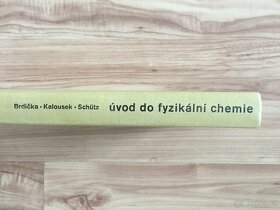 Brdička • Kalousek • Schütz úvod do fyzikální chemie